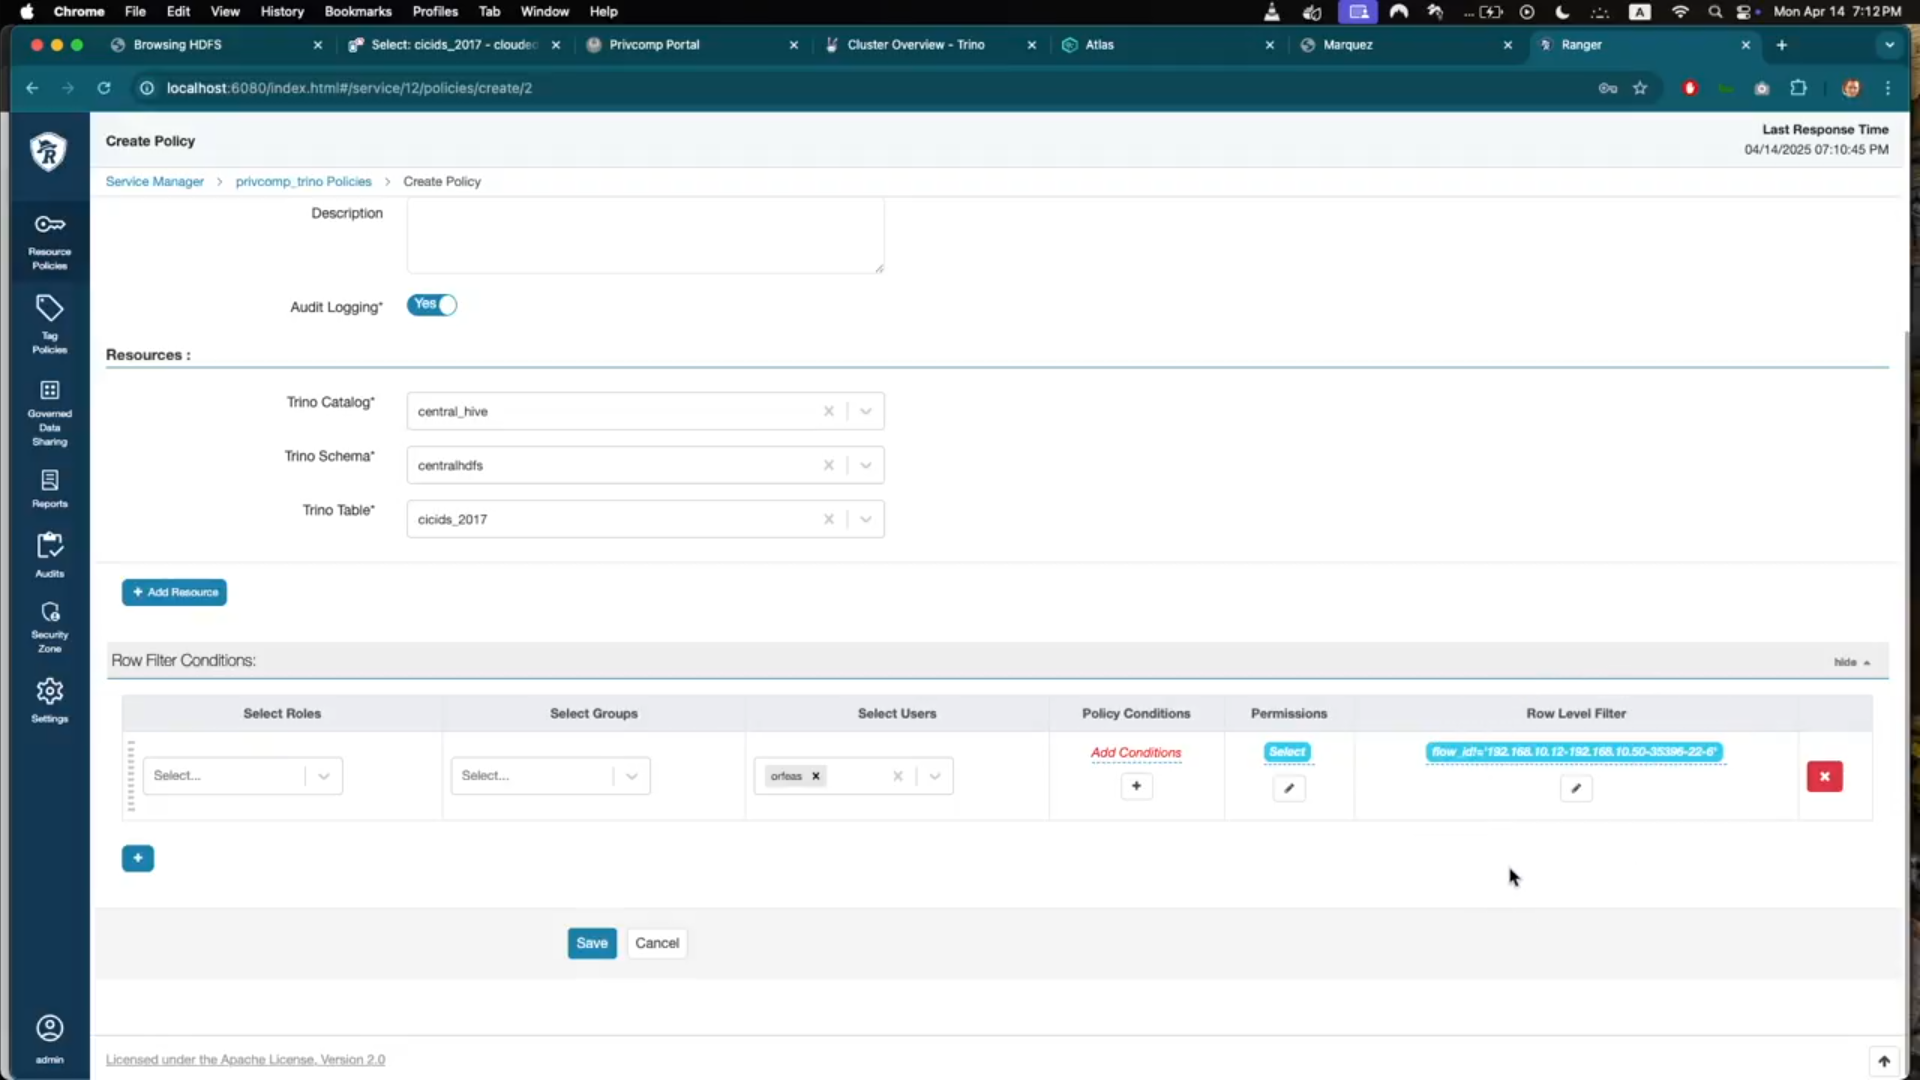 Chrome File Edit View History Bookmarks Profiles Tab Window Help
A
Mon Apr 14 7:12 PM
Browsing HDFS
Select: cicids_2017 - cloude
Privcomp Portal
Cluster Overview - Trino
Atlas
Marquez
Ranger
localhost:6080/index.html#/service/12/policies/create/2
Create Policy
Last Response Time
04/14/2025 07:10:45 PM
Service Manager > privcomp_trino Policies > Create Policy
Resource
Policies
Tag
Policies
Governed
Data
Sharing
Reports
Audits
Security
Zone
Settings
admin
Description
Audit Logging* Yes
Resources :
Trino Catalog* central_hive
Trino Schema* centralhdfs
Trino Table* cicids_2017
+ Add Resource
Row Filter Conditions: hide
Select Roles Select Groups Select Users Policy Conditions Permissions Row Level Filter
Select... Select... orfeas Add Conditions Select flow_id!='192.168.10.12-192.168.10.50-35396-22-6'
+
Save Cancel
Licensed under the Apache License, Version 2.0